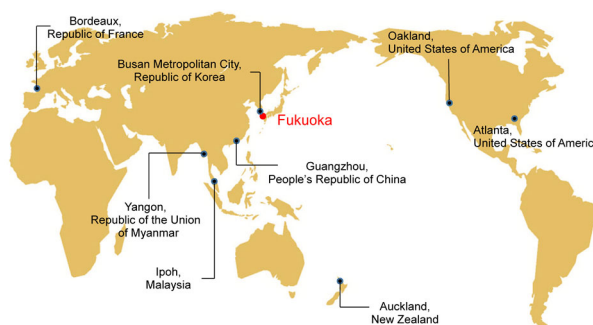 Bordeaux,
Republic of France
Oakland,
United States of America
Busan Metropolitan City,
Republic of Korea
Fukuoka
Atlanta,
United States of Americ
Guangzhou,
People's Republic of China
Yangon,
Republic of the Union
of Myanmar
Ipoh,
Malaysia
Auckland,
New Zealand